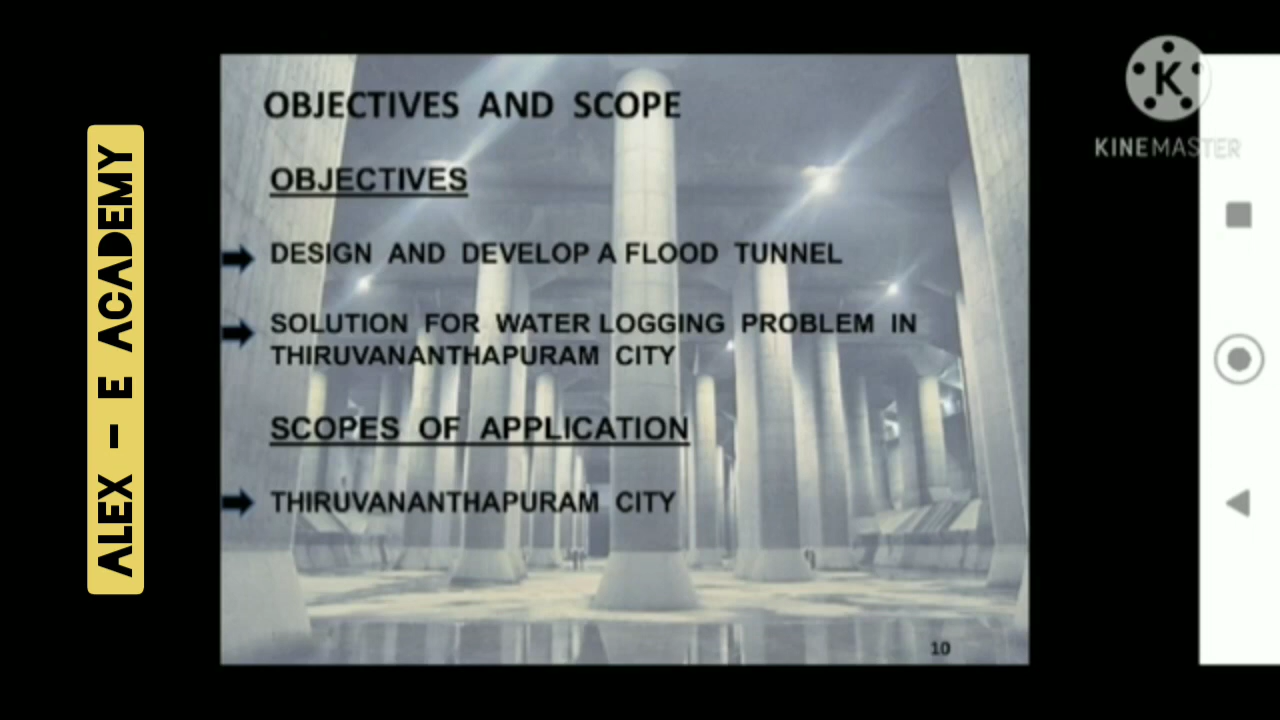 ALEX - E ACADEMY
OBJECTIVES AND SCOPE
OBJECTIVES
DESIGN AND DEVELOP A FLOOD TUNNEL
SOLUTION FOR WATER LOGGING PROBLEM IN
THIRUVANANTHAPURAM CITY
SCOPES OF APPLICATION
THIRUVANANTHAPURAM CITY
10
K
KINEMASTER